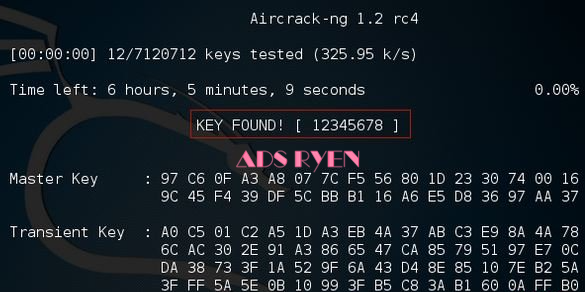 Aircrack-ng 1.2 rc4
[00:00:00] 12/7120712 keys tested (325.95 k/s)
Time left: 6 hours, 5 minutes, 9 seconds 0.00%
KEY FOUND! [ 12345678 ]
ADS RYEN
Master Key : 97 C6 0F A3 A8 07 7C F5 56 80 1D 23 30 74 00 16
9C 45 F4 39 DF 5C BB B1 16 A6 E5 D8 36 97 AA 37
Transient Key : A0 C5 01 C2 A5 1D A3 EB 4A 37 AB C3 E9 8A 4A 78
6C AC 30 2E 91 A3 86 65 47 CA 85 79 51 97 E7 0C
DA 38 73 3F 1A 52 9F 6A 43 D4 8E 85 10 7E B2 5A
3F FF 5A 5E 0B 10 99 3F B5 C8 3A B1 60 0A FF B0